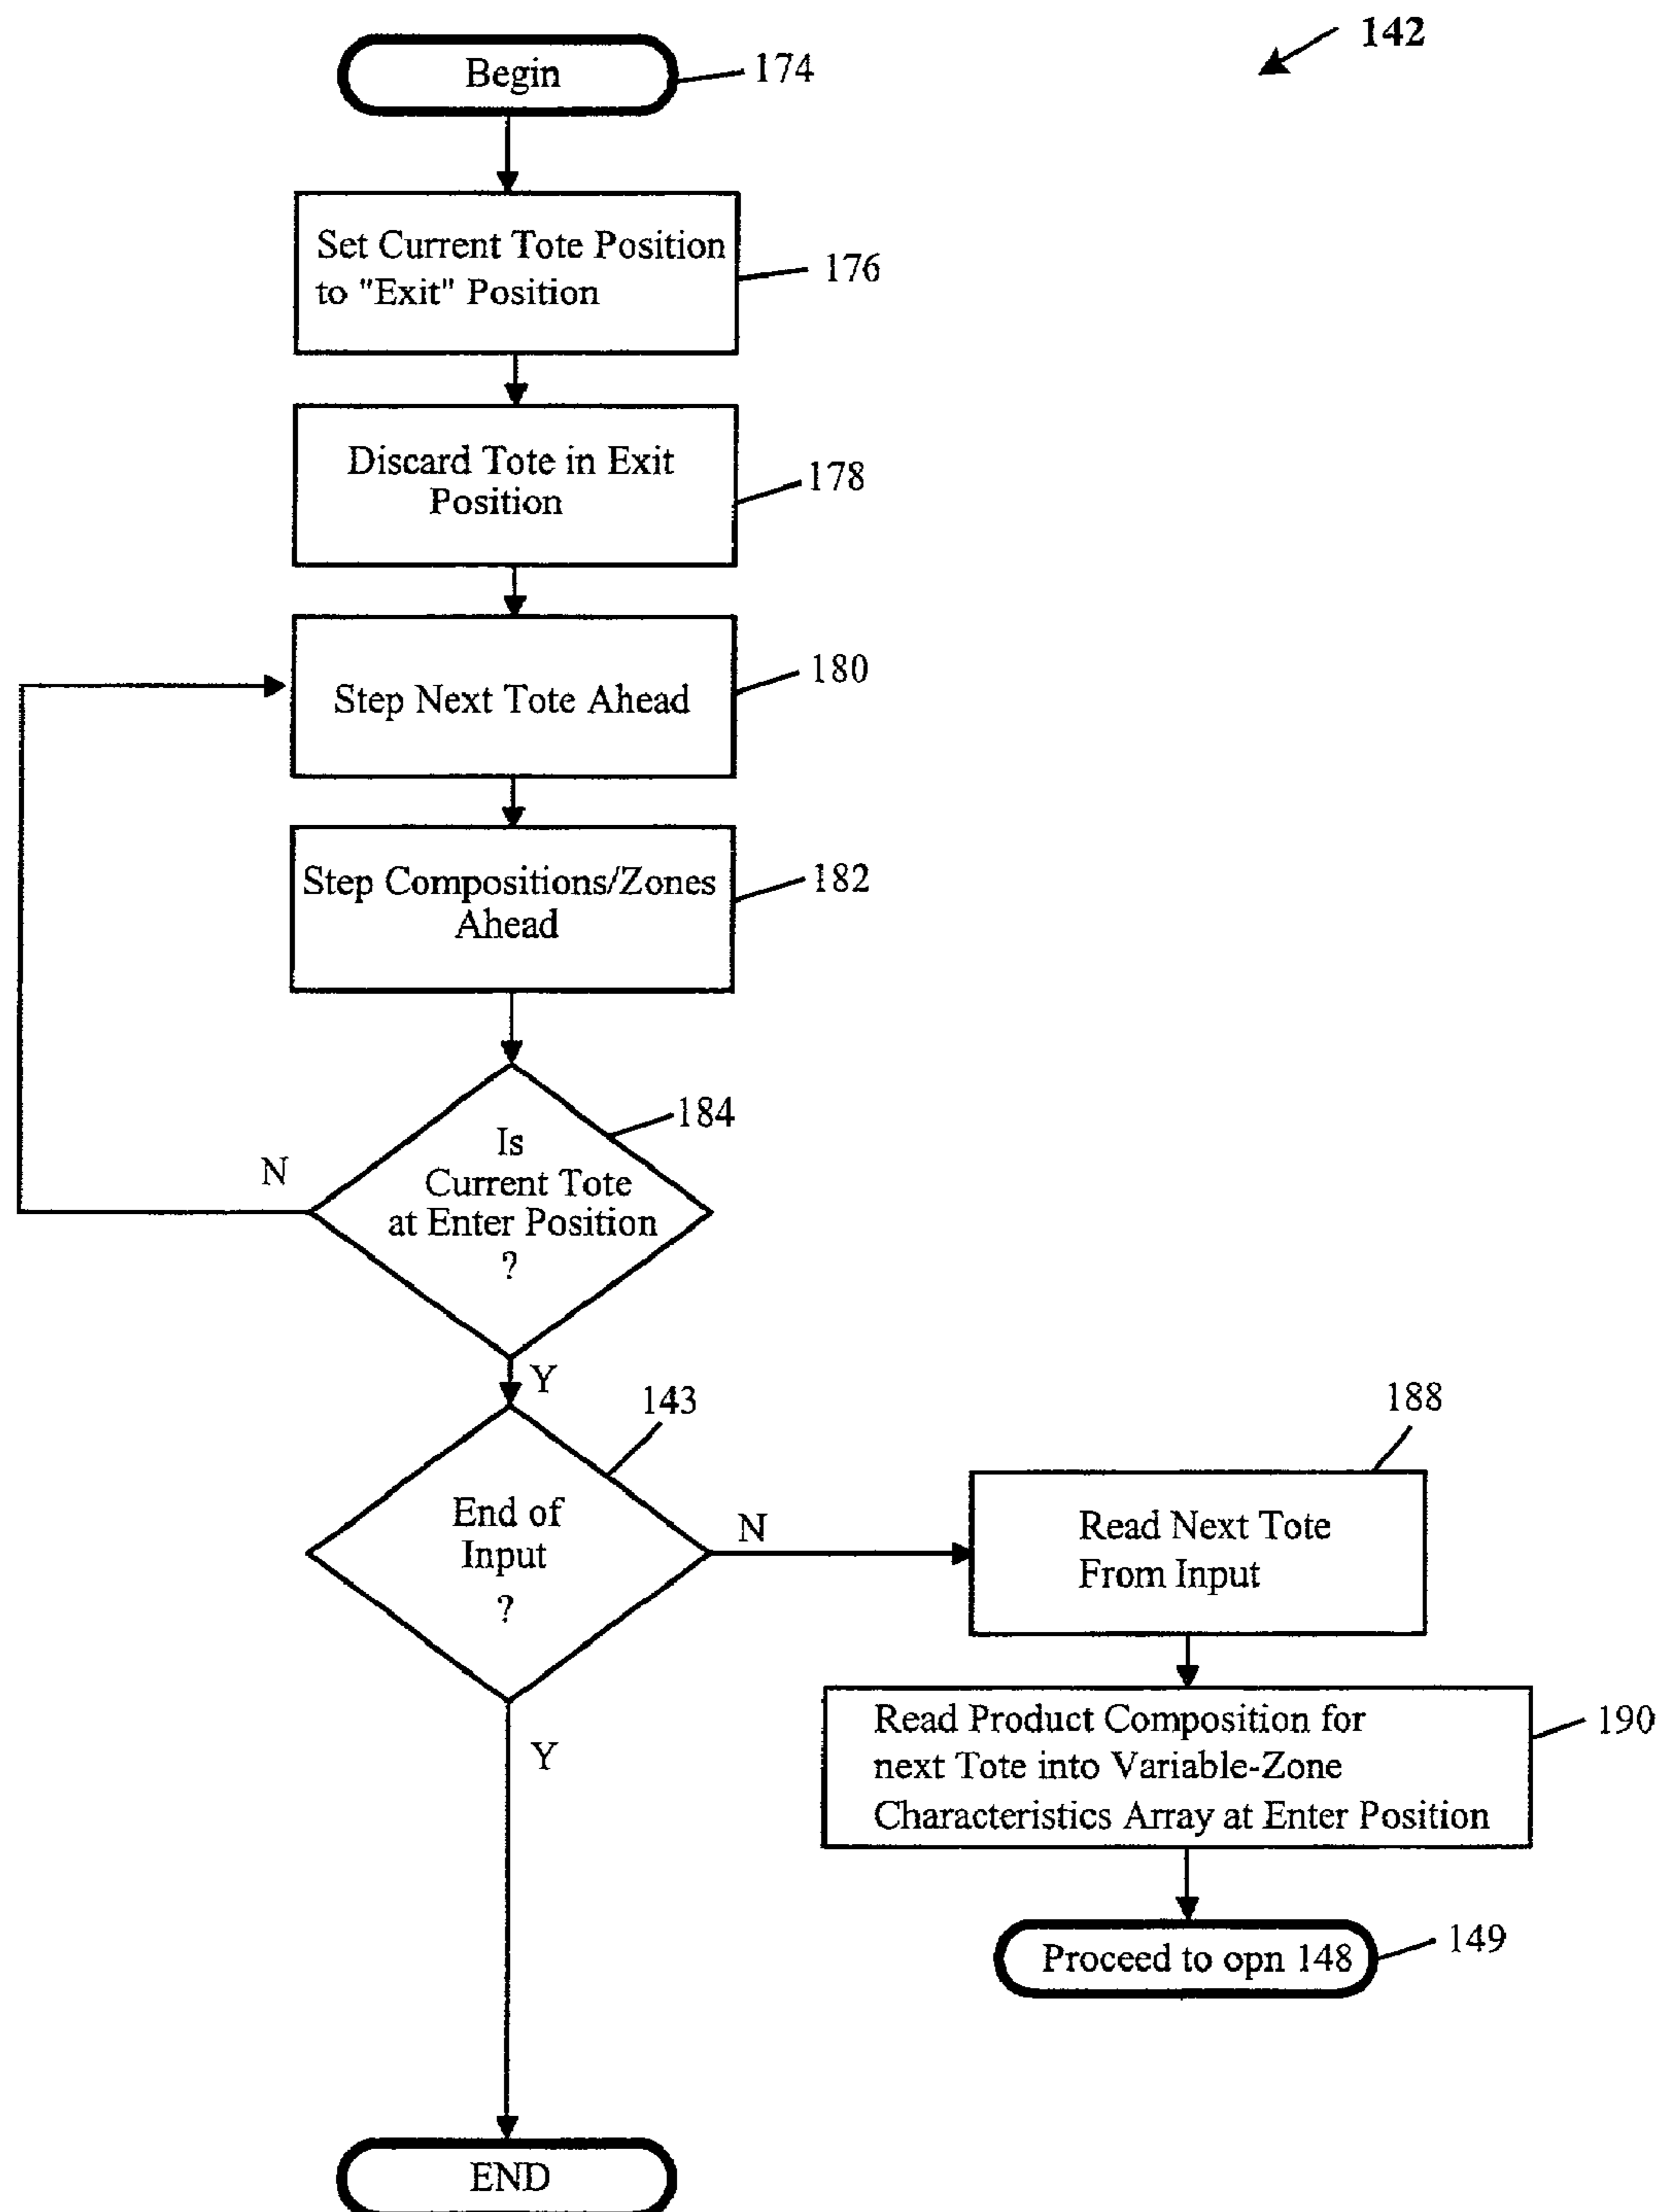 142
Begin
174
Set Current Tote Position
to "Exit" Position
176
Discard Tote in Exit
Position
178
Step Next Tote Ahead
180
Step Compositions/Zones
Ahead
182
Is
Current Tote
at Enter Position
?
184
N
Y
143
End of
Input
?
N
188
Read Next Tote
From Input
Y
Read Product Composition for
next Tote into Variable-Zone
Characteristics Array at Enter Position
190
Proceed to opn 148
149
END